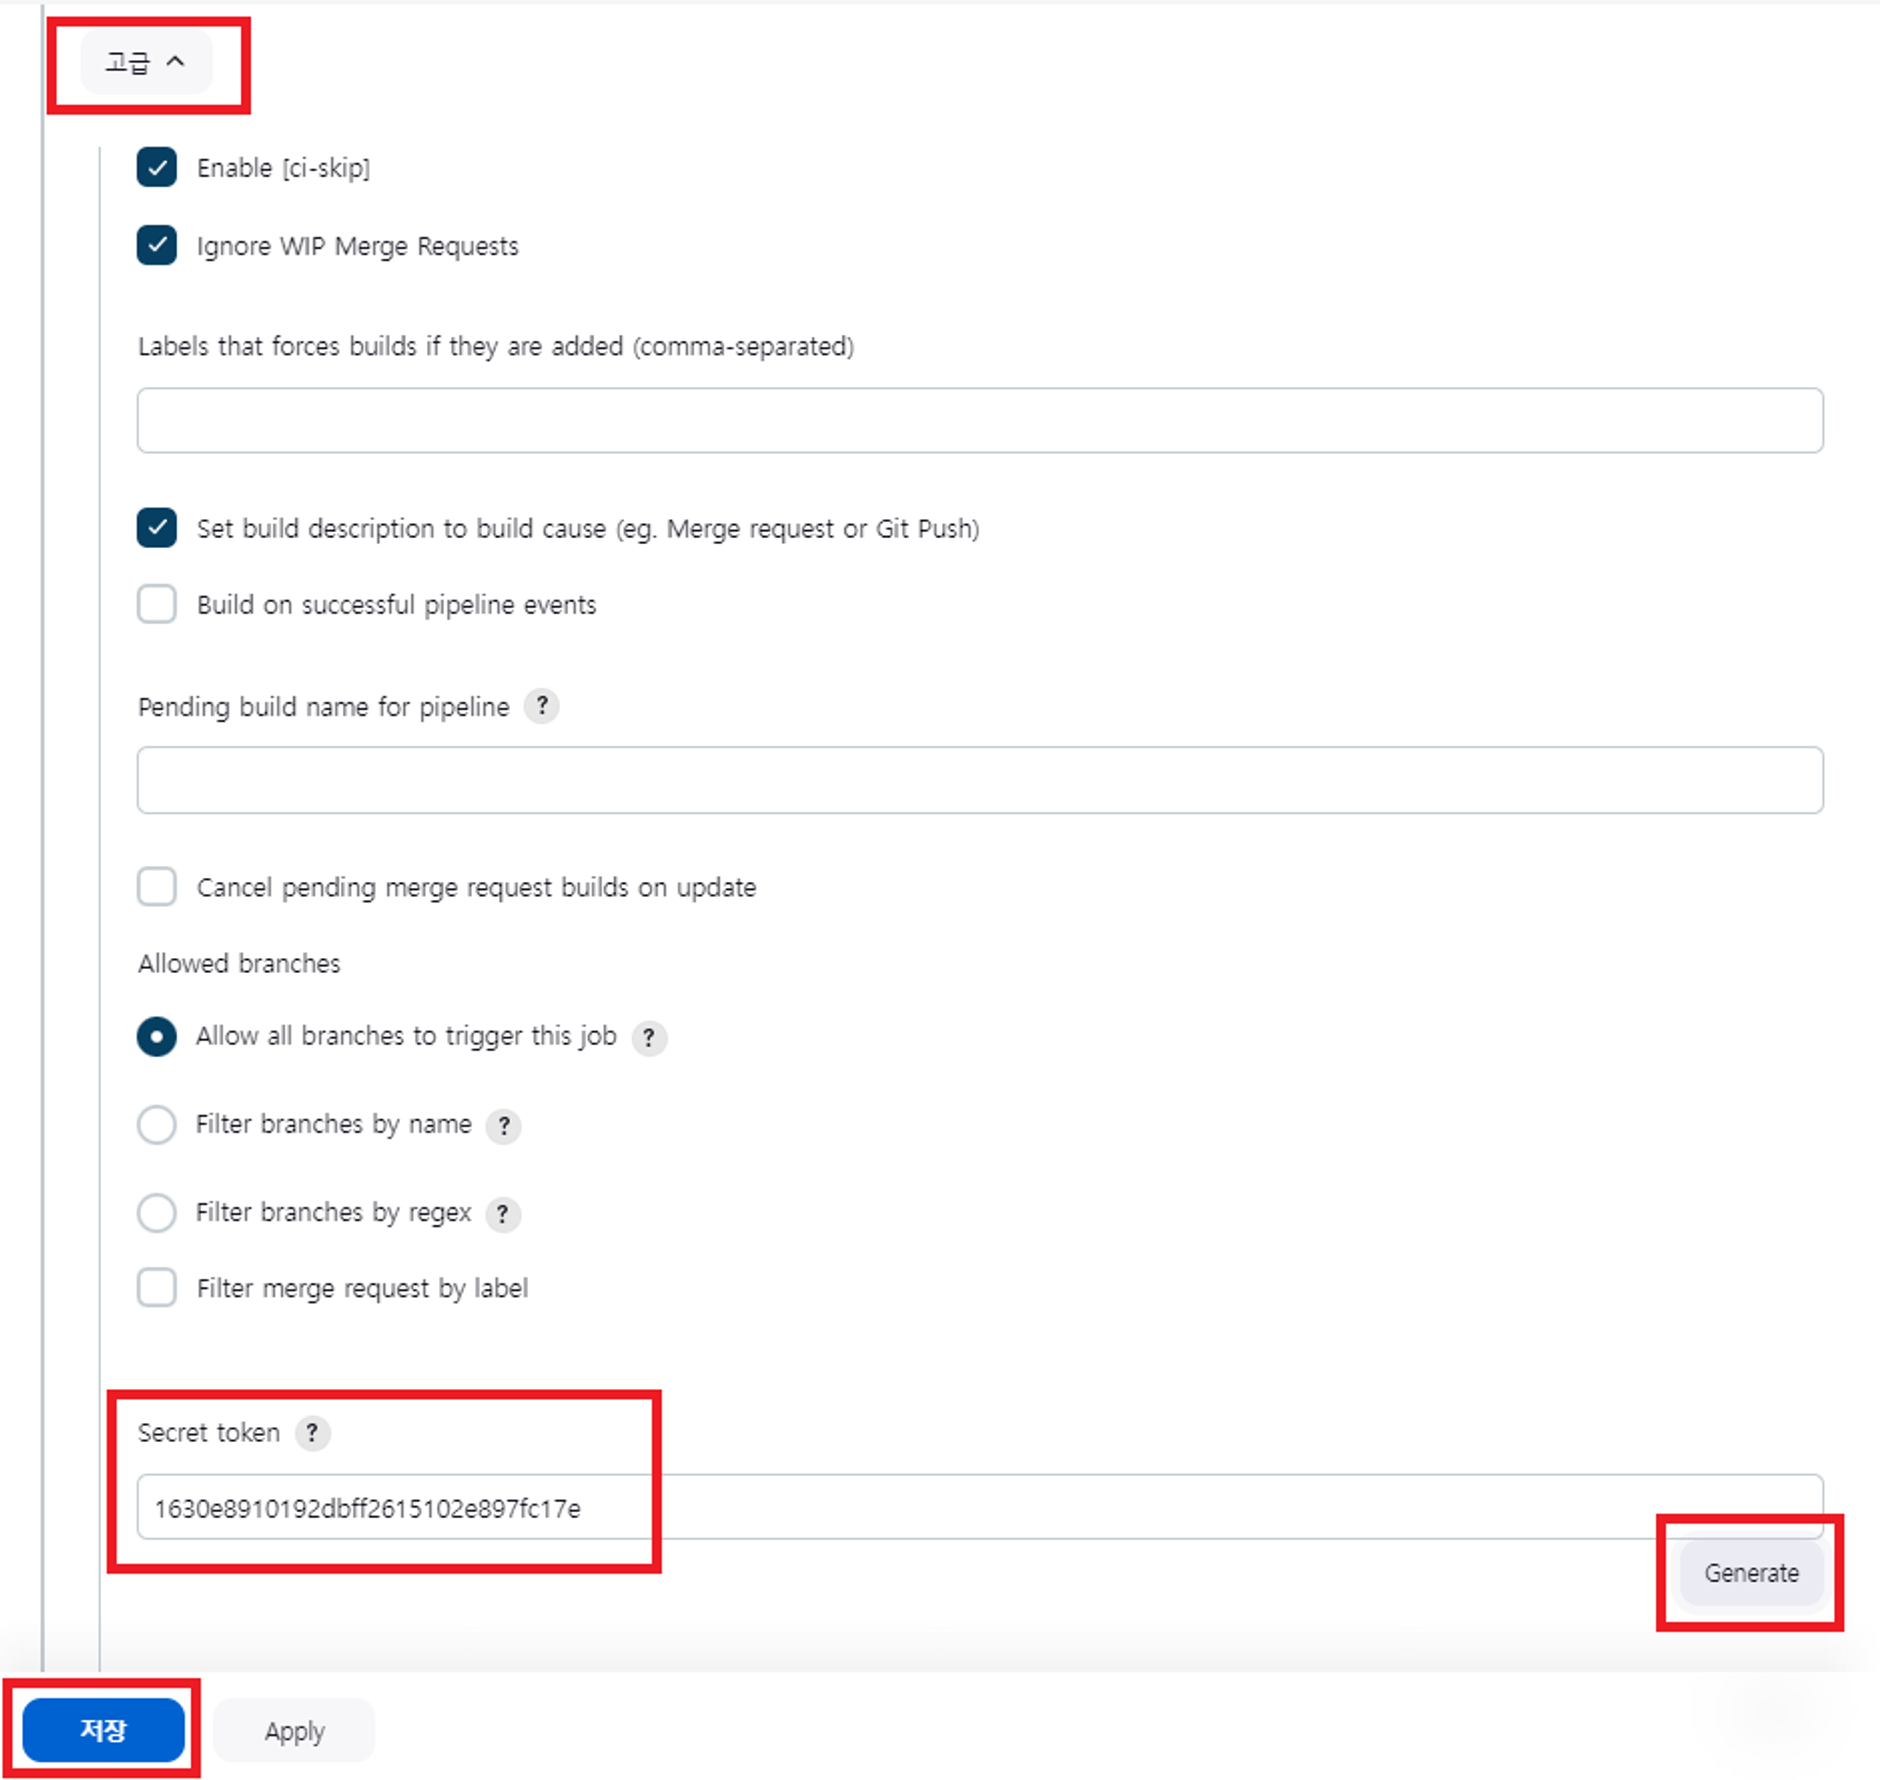 고급
Enable [ci-skip]
Ignore WIP Merge Requests
Labels that forces builds if they are added (comma-separated)
Set build description to build cause (eg. Merge request or Git Push)
Build on successful pipeline events
Pending build name for pipeline ?
Cancel pending merge request builds on update
Allowed branches
Allow all branches to trigger this job ?
Filter branches by name ?
Filter branches by regex ?
Filter merge request by label
Secret token ?
1630e8910192dbff2615102e897fc17e
Generate
저장 Apply